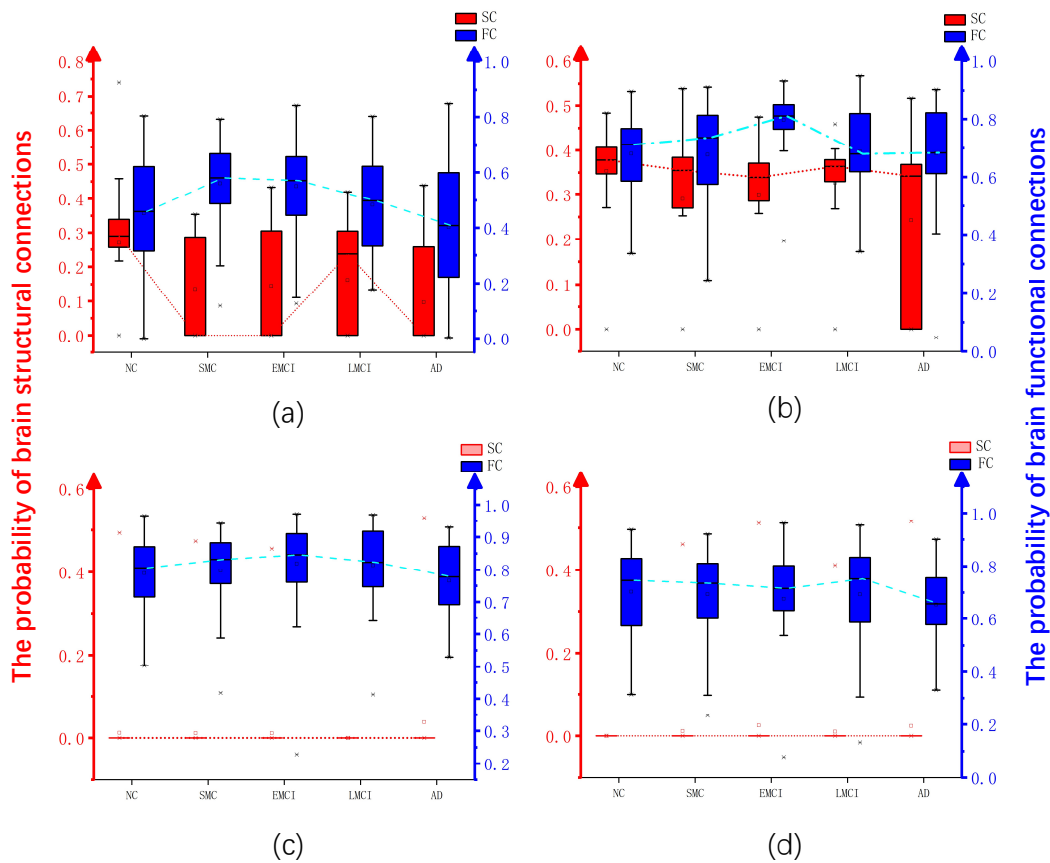 The probability of brain structural connections
SC
FC
0.8
0.7
0.6
0.5
0.4
0.3
0.2
0.1
0.0
1.0
0.8
0.6
0.4
0.2
0.0
NC SMC EMCI LMCI AD
(a)
SC
FC
0.6
0.5
0.4
0.3
0.2
0.1
0.0
1.0
0.8
0.6
0.4
0.2
0.0
NC SMC EMCI LMCI AD
(b)
SC
FC
0.6
0.4
0.2
0.0
1.0
0.9
0.8
0.7
0.6
0.5
0.4
0.3
0.2
NC SMC EMCI LMCI AD
(c)
SC
FC
0.6
0.4
0.2
0.0
1.0
0.8
0.6
0.4
0.2
0.0
NC SMC EMCI LMCI AD
(d)
The probability of brain functional connections